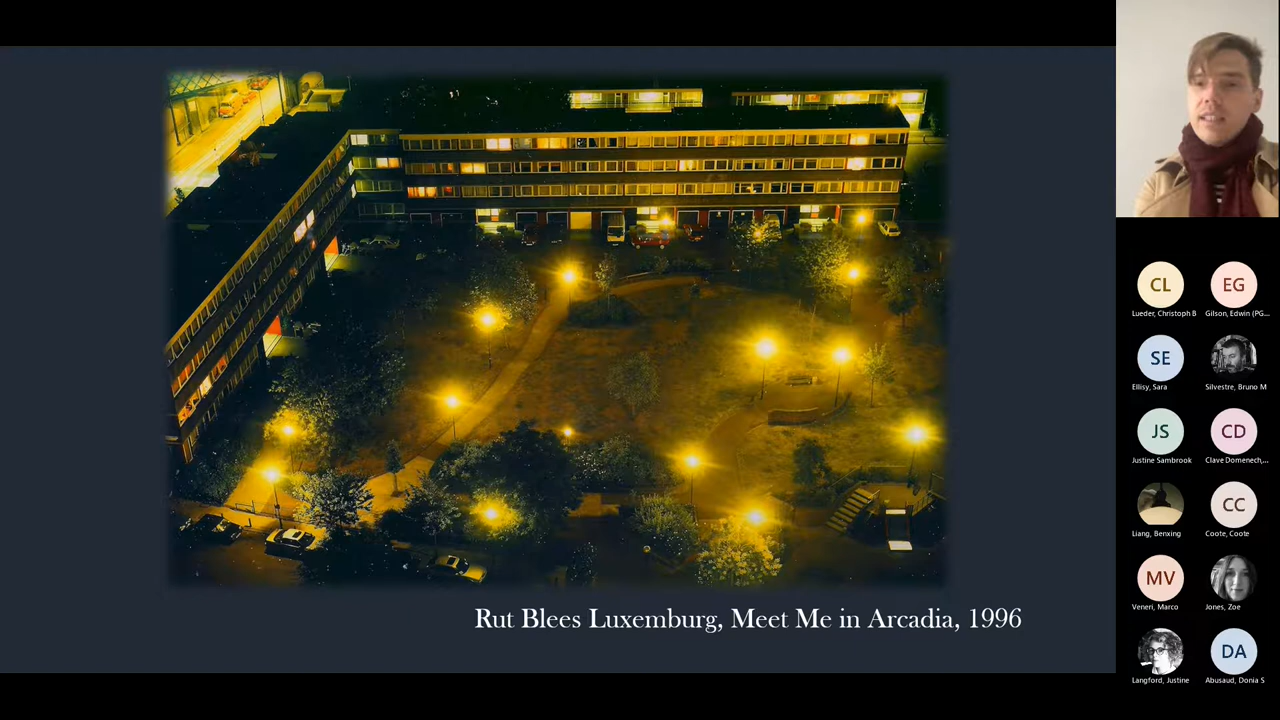 Rut Blees Luxemburg, Meet Me in Arcadia, 1996
CL
EG
Lueder, Christoph B
Gilson, Edwin (PG...
SE
Ellisy, Sara
Silvestre, Bruno M
JS
CD
Justine Sambrook
Clave Domenech,...
CC
Liang, Benxing
Coote, Coote
MV
Veneri, Marco
Jones, Zoe
DA
Langford, Justine
Abusaud, Donia S